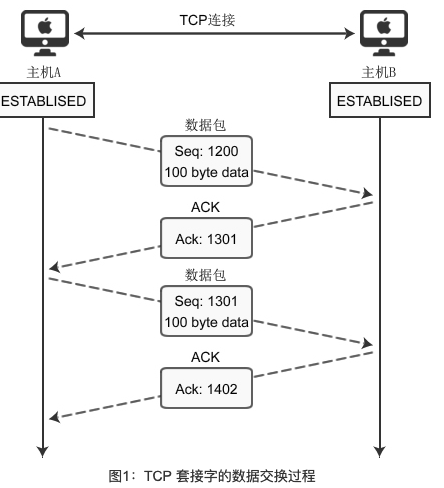 TCP连接
主机A
主机B
ESTABLISED
ESTABLISED
数据包
Seq: 1200
100 byte data
ACK
Ack: 1301
数据包
Seq: 1301
100 byte data
ACK
Ack: 1402
图1：TCP 套接字的数据交换过程